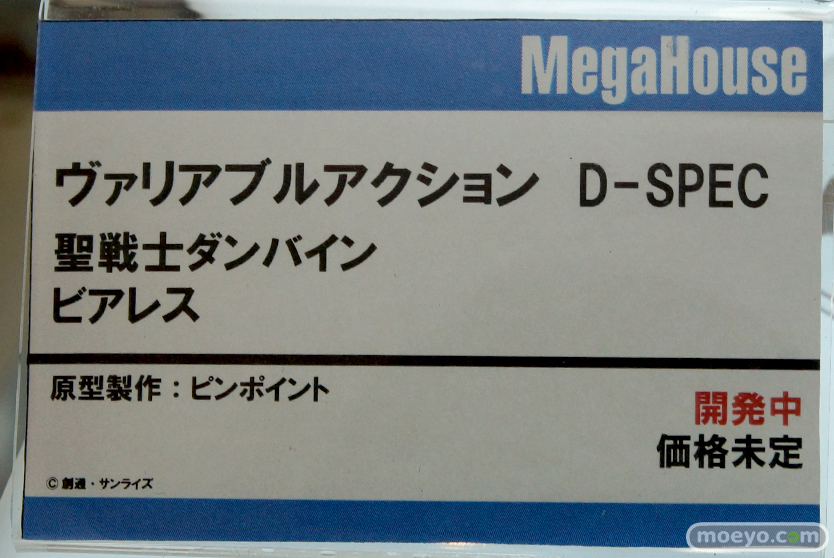 MegaHouse
ヴァリアブルアクション　D-SPEC
聖戦士ダンバイン
ビアレス
原型製作：ピンポイント
開発中
価格未定
© 創通・サンライズ
moeyo.com